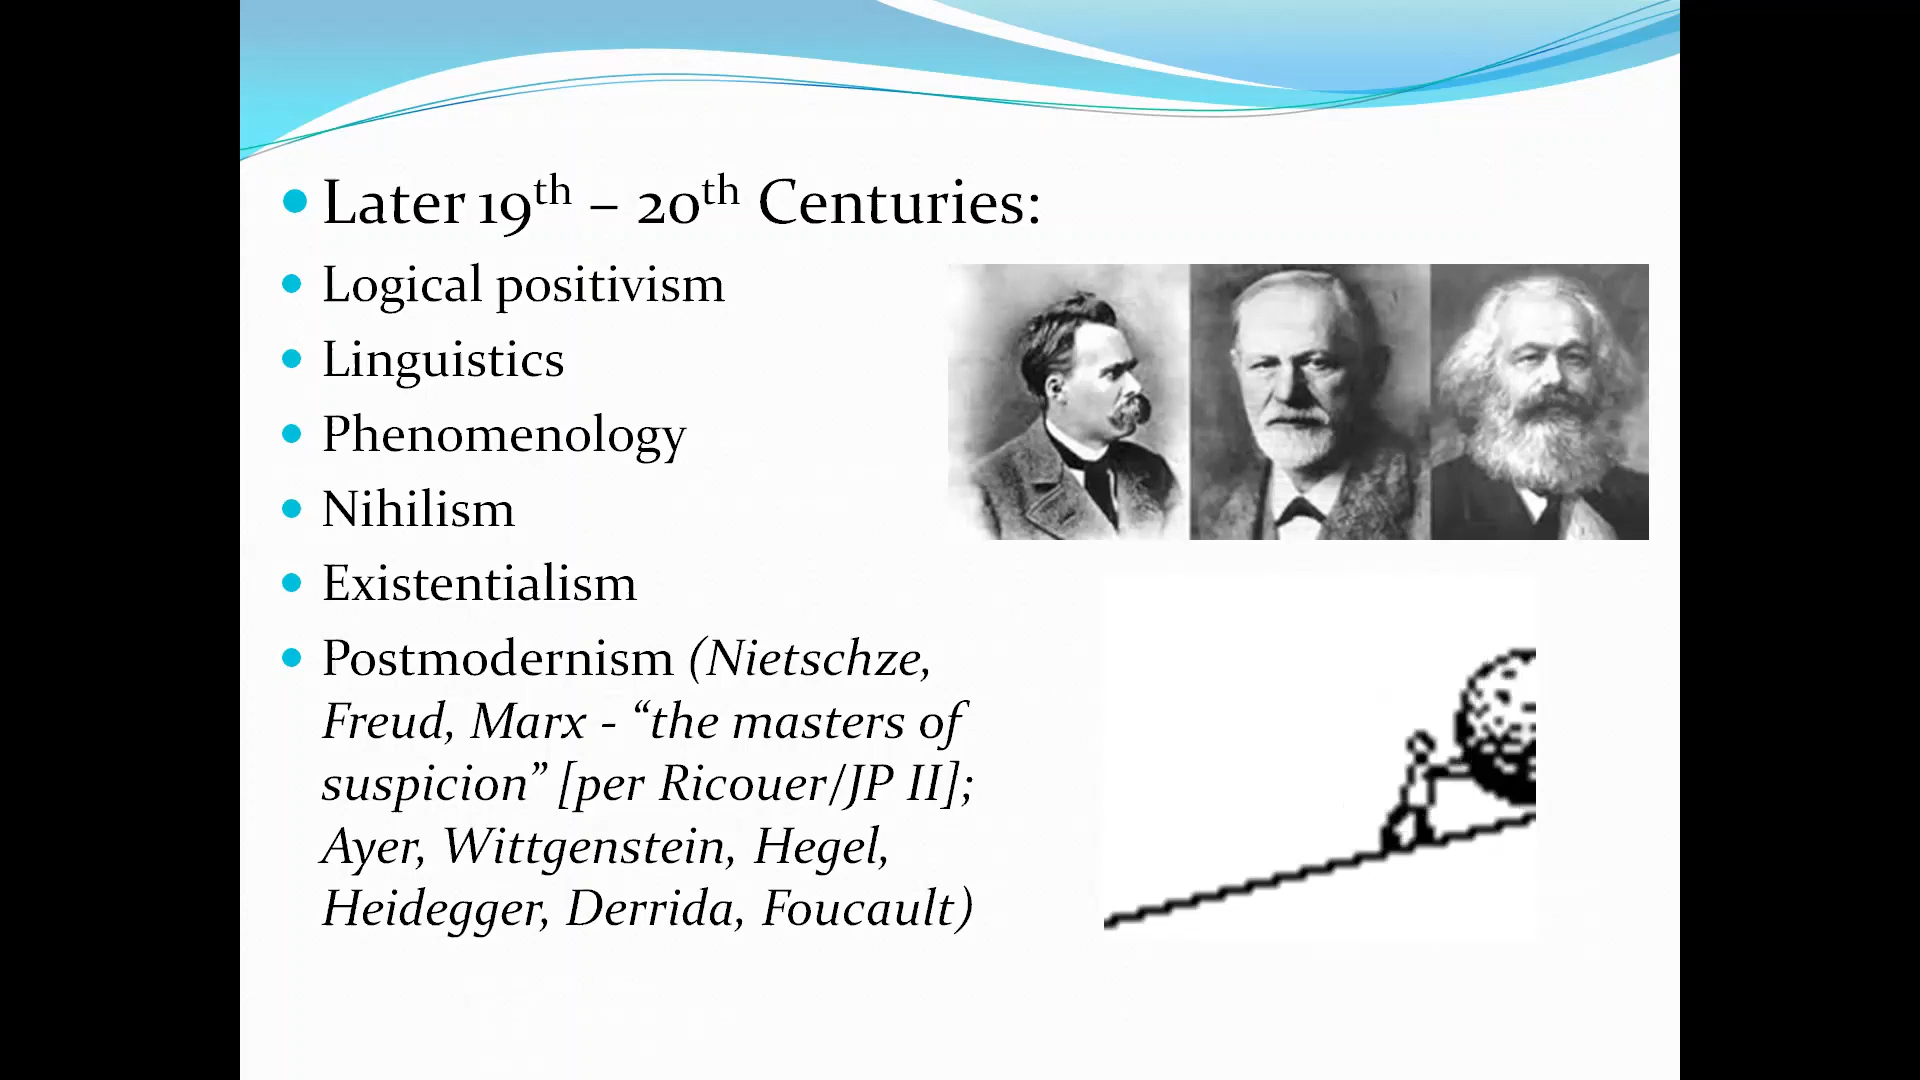 Later 19th – 20th Centuries:
Logical positivism
Linguistics
Phenomenology
Nihilism
Existentialism
Postmodernism (Nietschze,
Freud, Marx - “the masters of
suspicion” [per Ricouer/JP II];
Ayer, Wittgenstein, Hegel,
Heidegger, Derrida, Foucault)